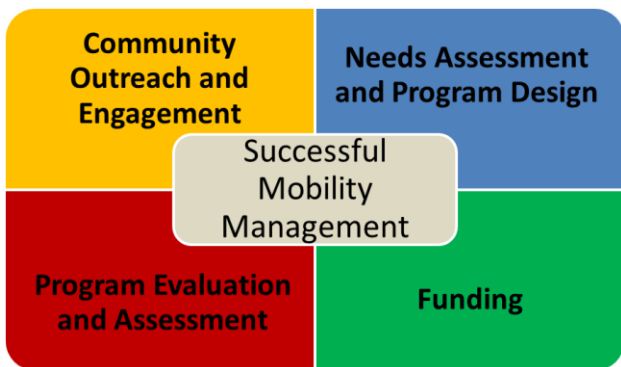 Community
Outreach and
Engagement
Needs Assessment
and Program Design
Successful
Mobility
Management
Program Evaluation
and Assessment
Funding